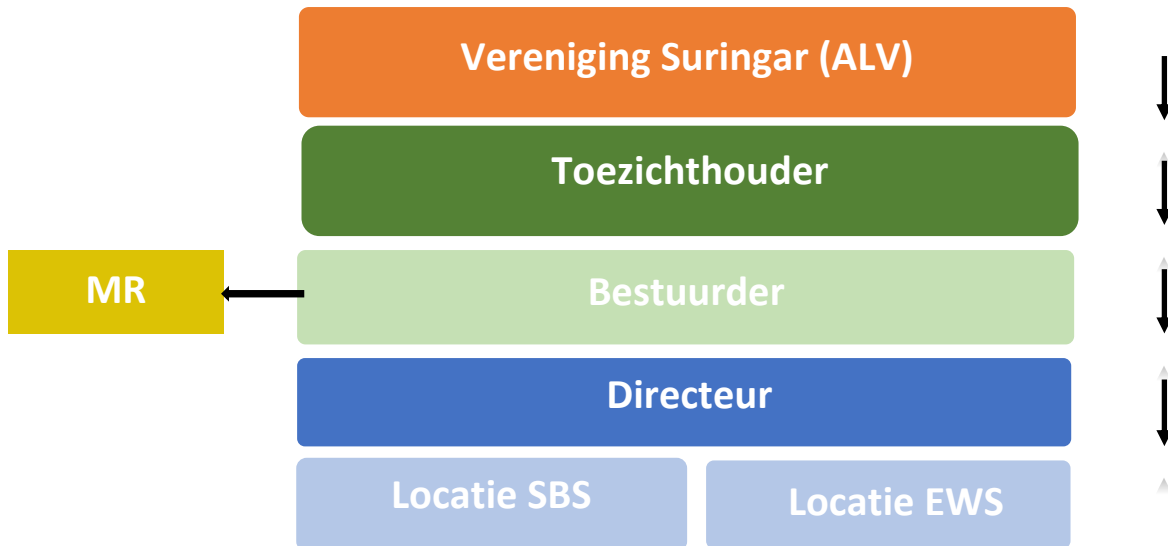 Vereniging Suringar (ALV)
Toezichthouder
MR
Bestuurder
Directeur
Locatie SBS
Locatie EWS